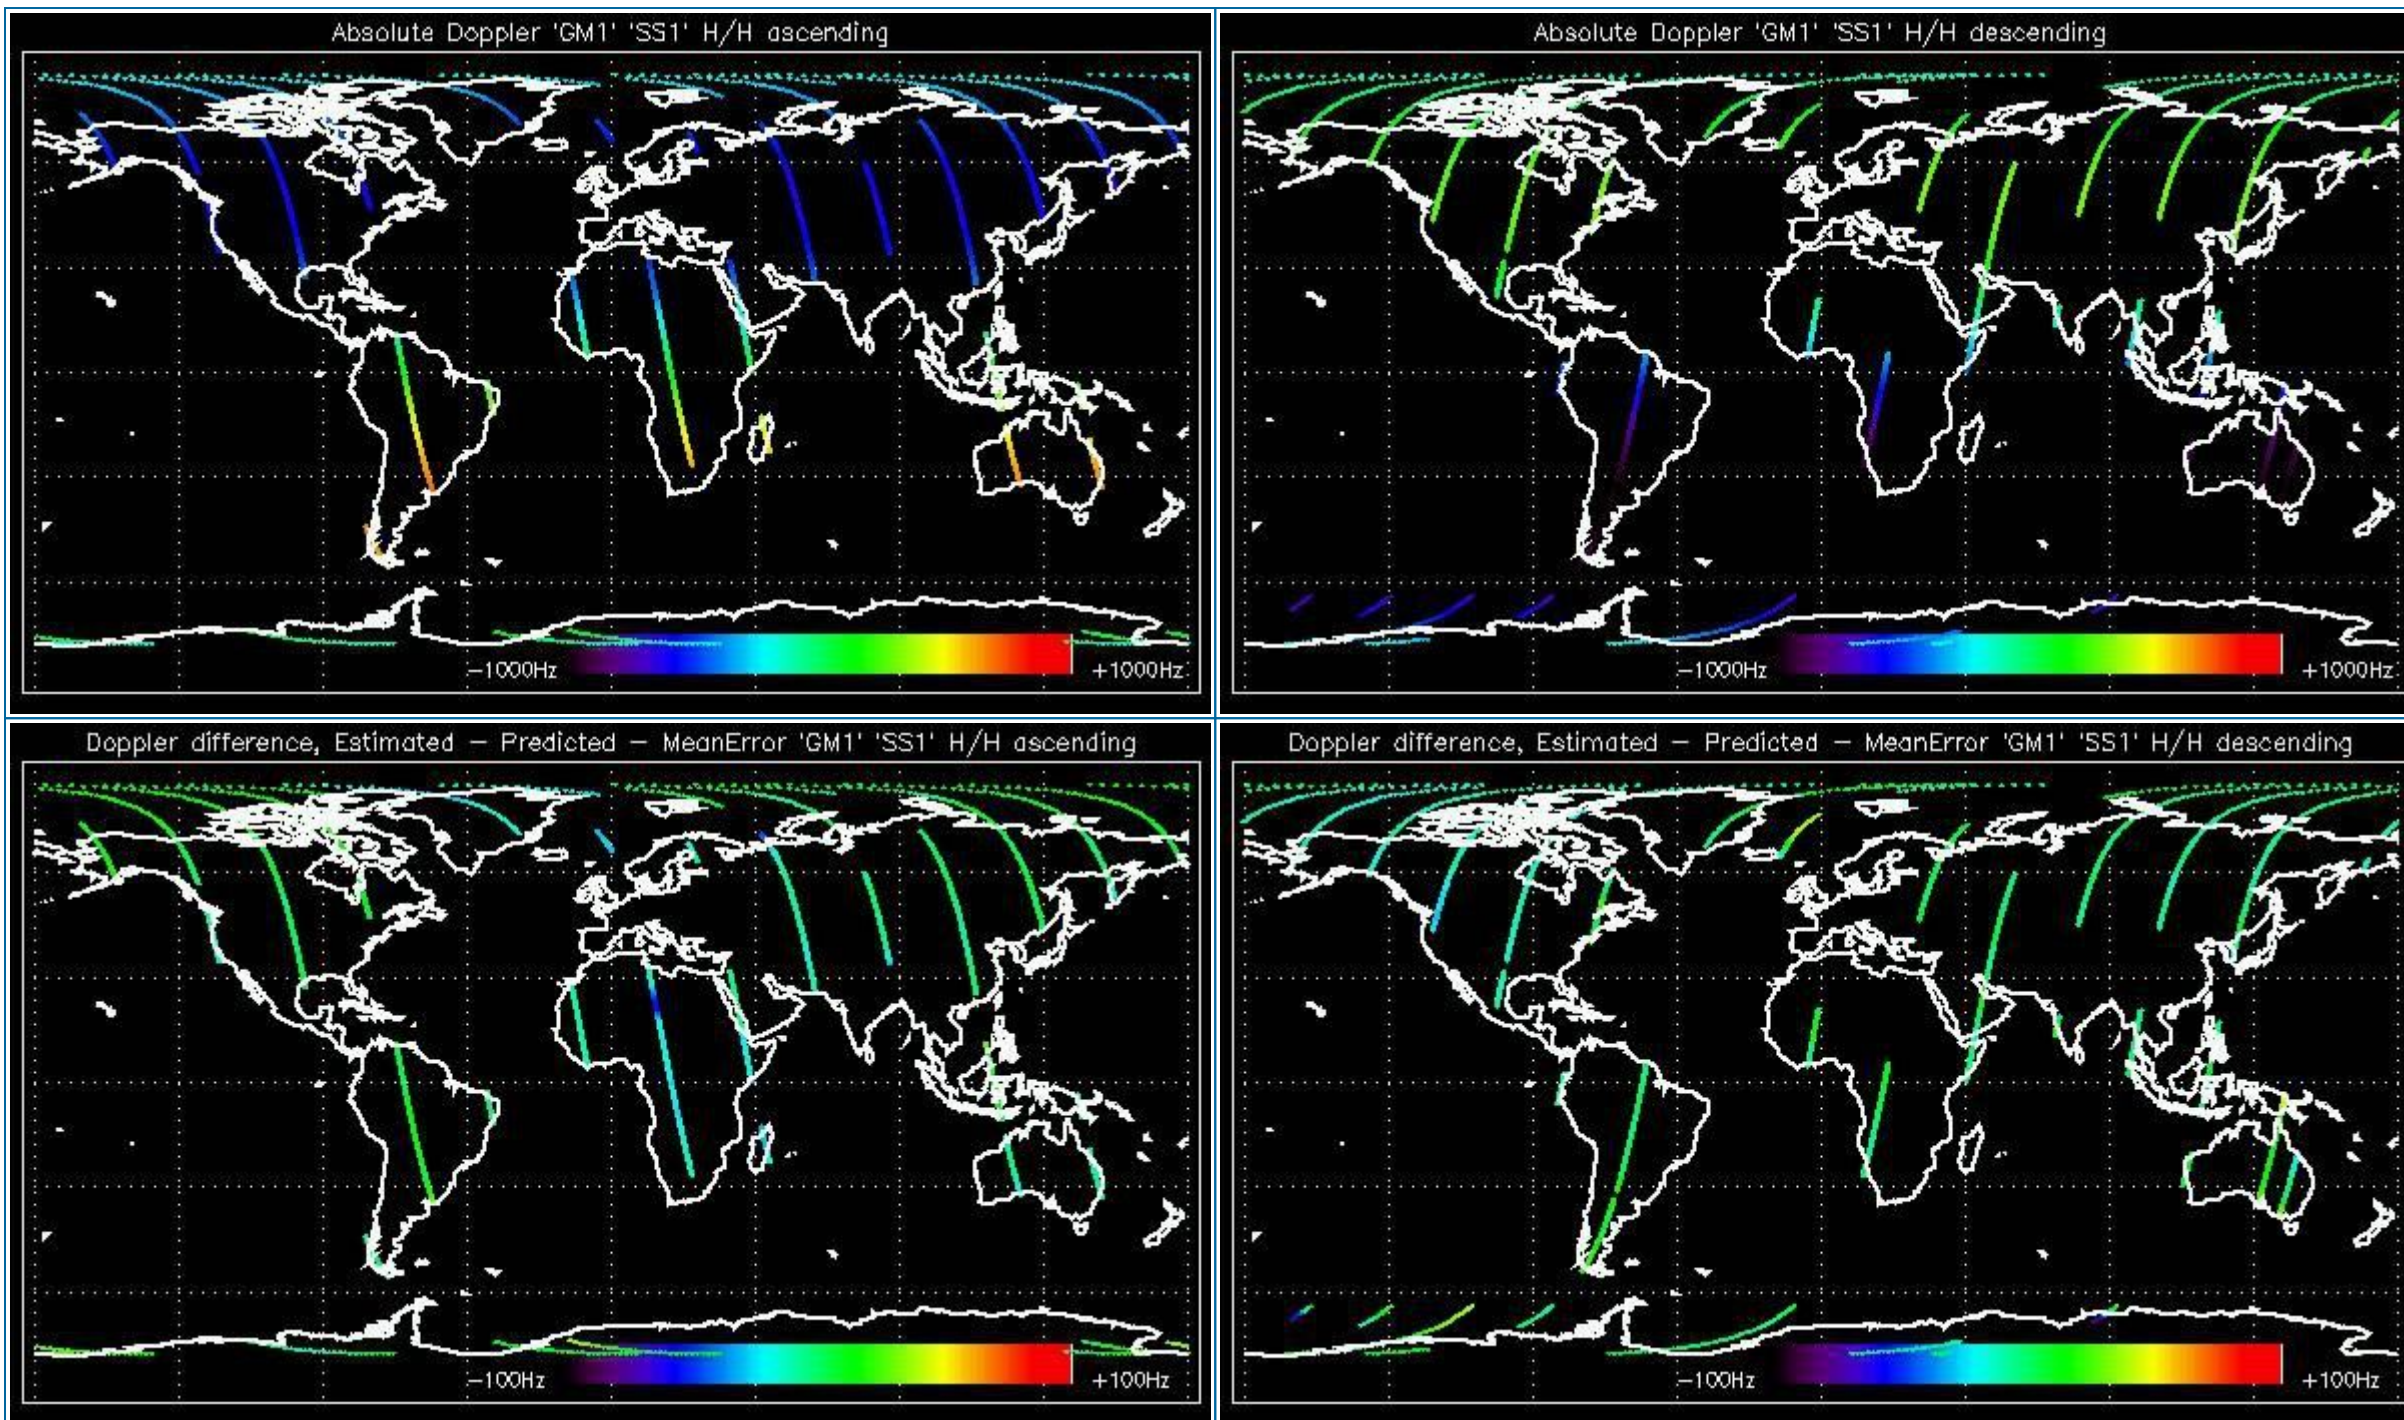 Absolute Doppler 'GM1' 'SS1' H/H ascending
-1000Hz
+1000Hz
Absolute Doppler 'GM1' 'SS1' H/H descending
-1000Hz
+1000Hz
Doppler difference, Estimated - Predicted - MeanError 'GM1' 'SS1' H/H ascending
-100Hz
+100Hz
Doppler difference, Estimated - Predicted - MeanError 'GM1' 'SS1' H/H descending
-100Hz
+100Hz